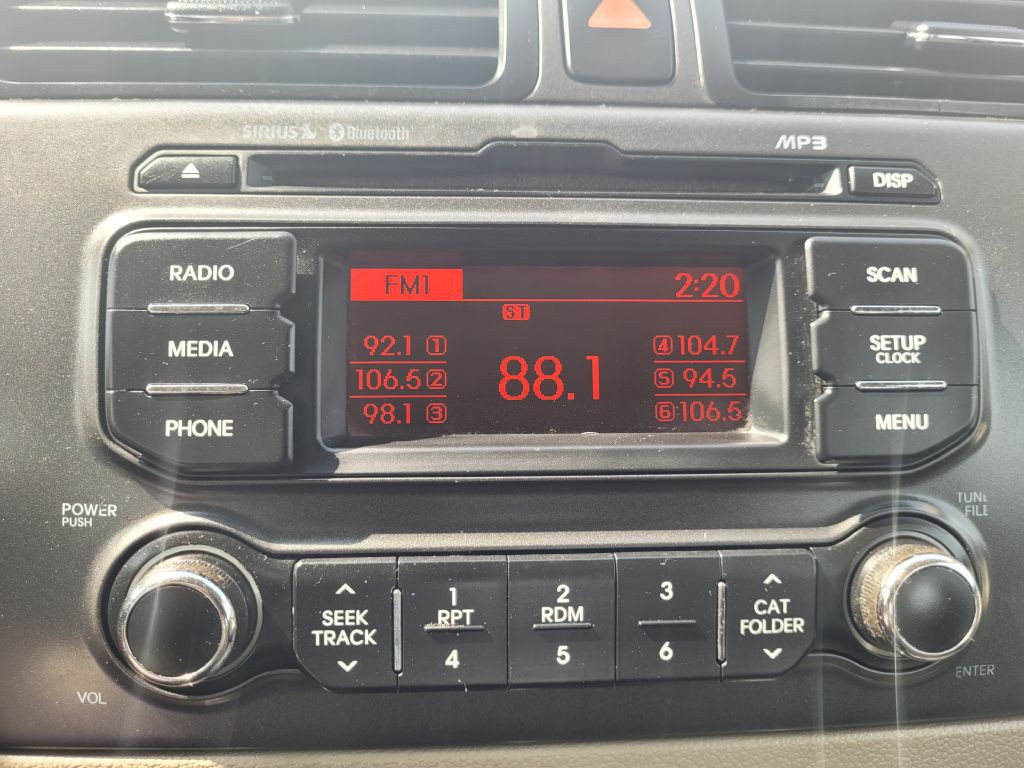 SIRIUS Bluetooth
MP3
DISP
RADIO
MEDIA
PHONE
FM1 2:20
ST
92.1 1
106.5 2
98.1 3
88.1
4 104.7
5 94.5
6 106.5
SCAN
SETUP
CLOCK
MENU
POWER
PUSH
VOL
SEEK
TRACK
1
RPT
4
2
RDM
5
3
6
CAT
FOLDER
TUNE
FILE
ENTER